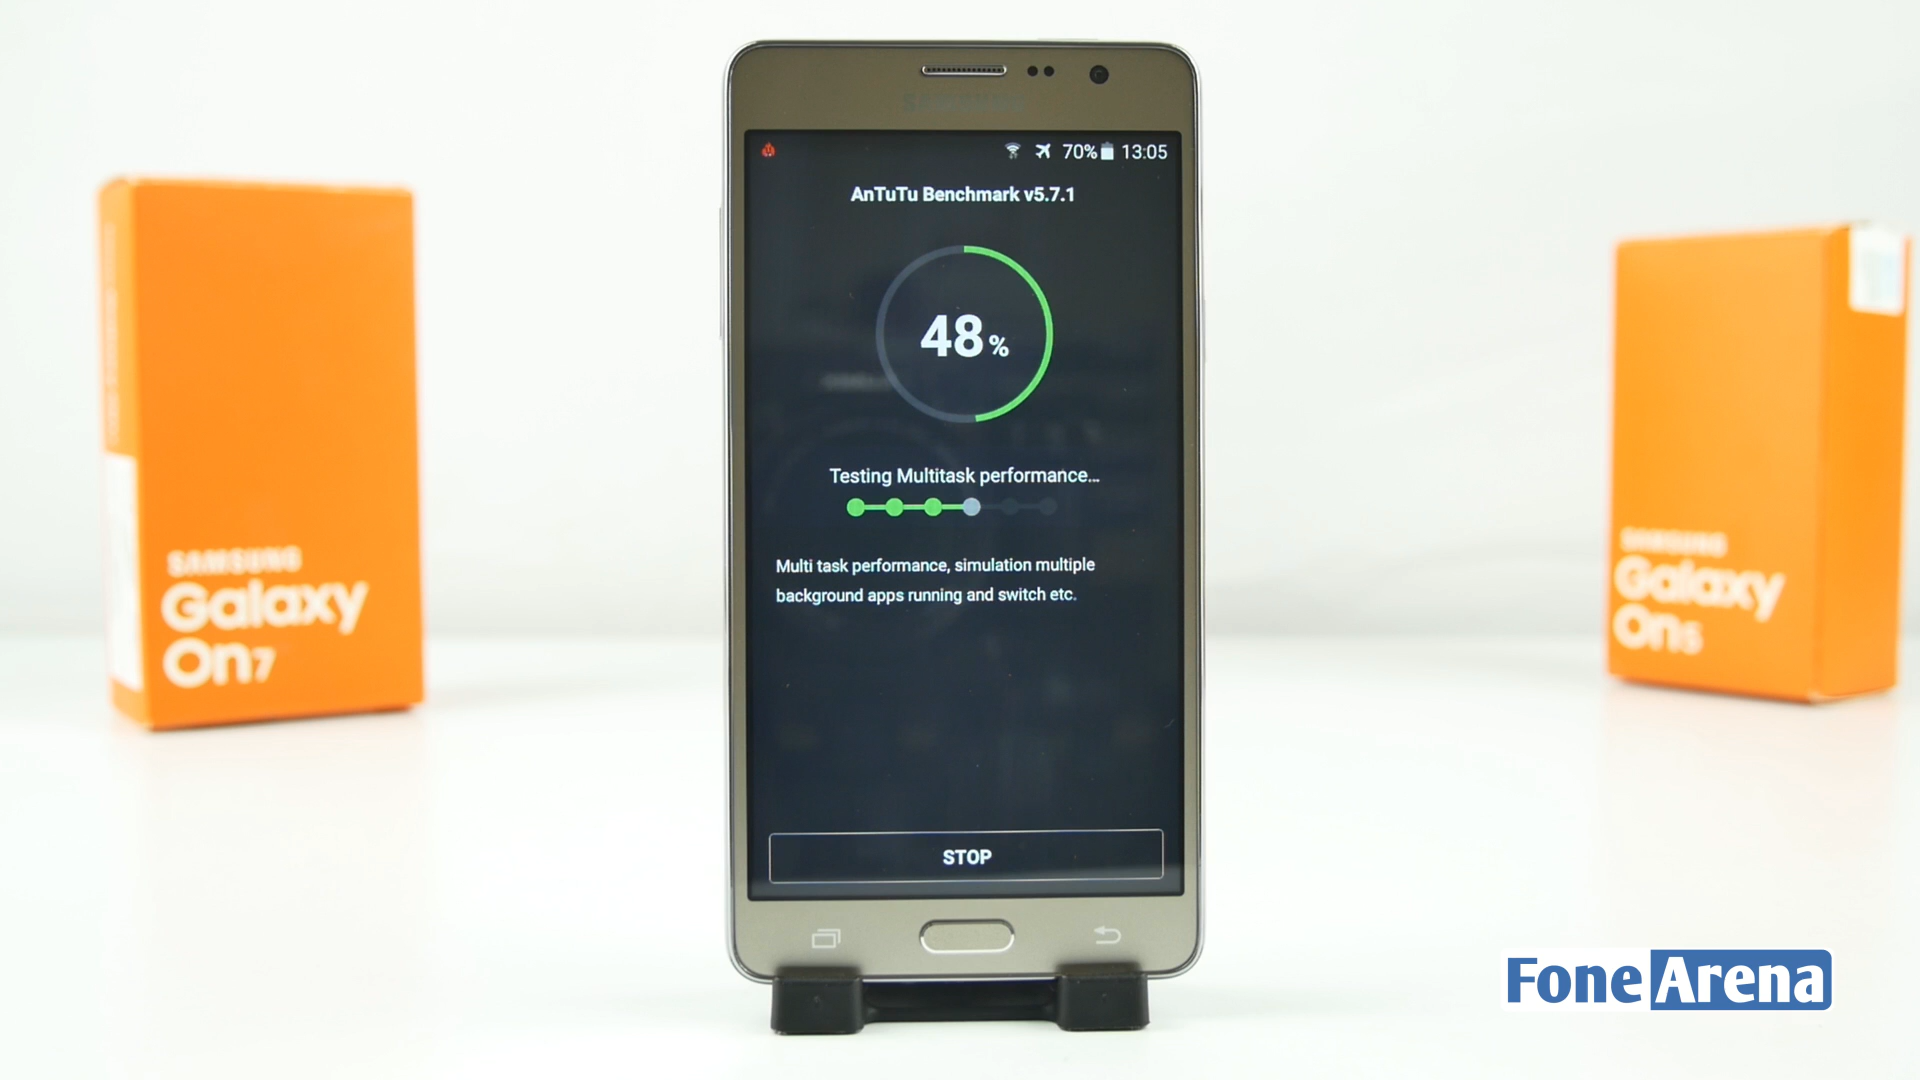 SAMSUNG
70% 13:05
AnTuTu Benchmark v5.7.1
48%
Testing Multitask performance...
Multi task performance, simulation multiple
background apps running and switch etc.
STOP
SAMSUNG
Galaxy
On7
SAMSUNG
Galaxy
On5
FoneArena